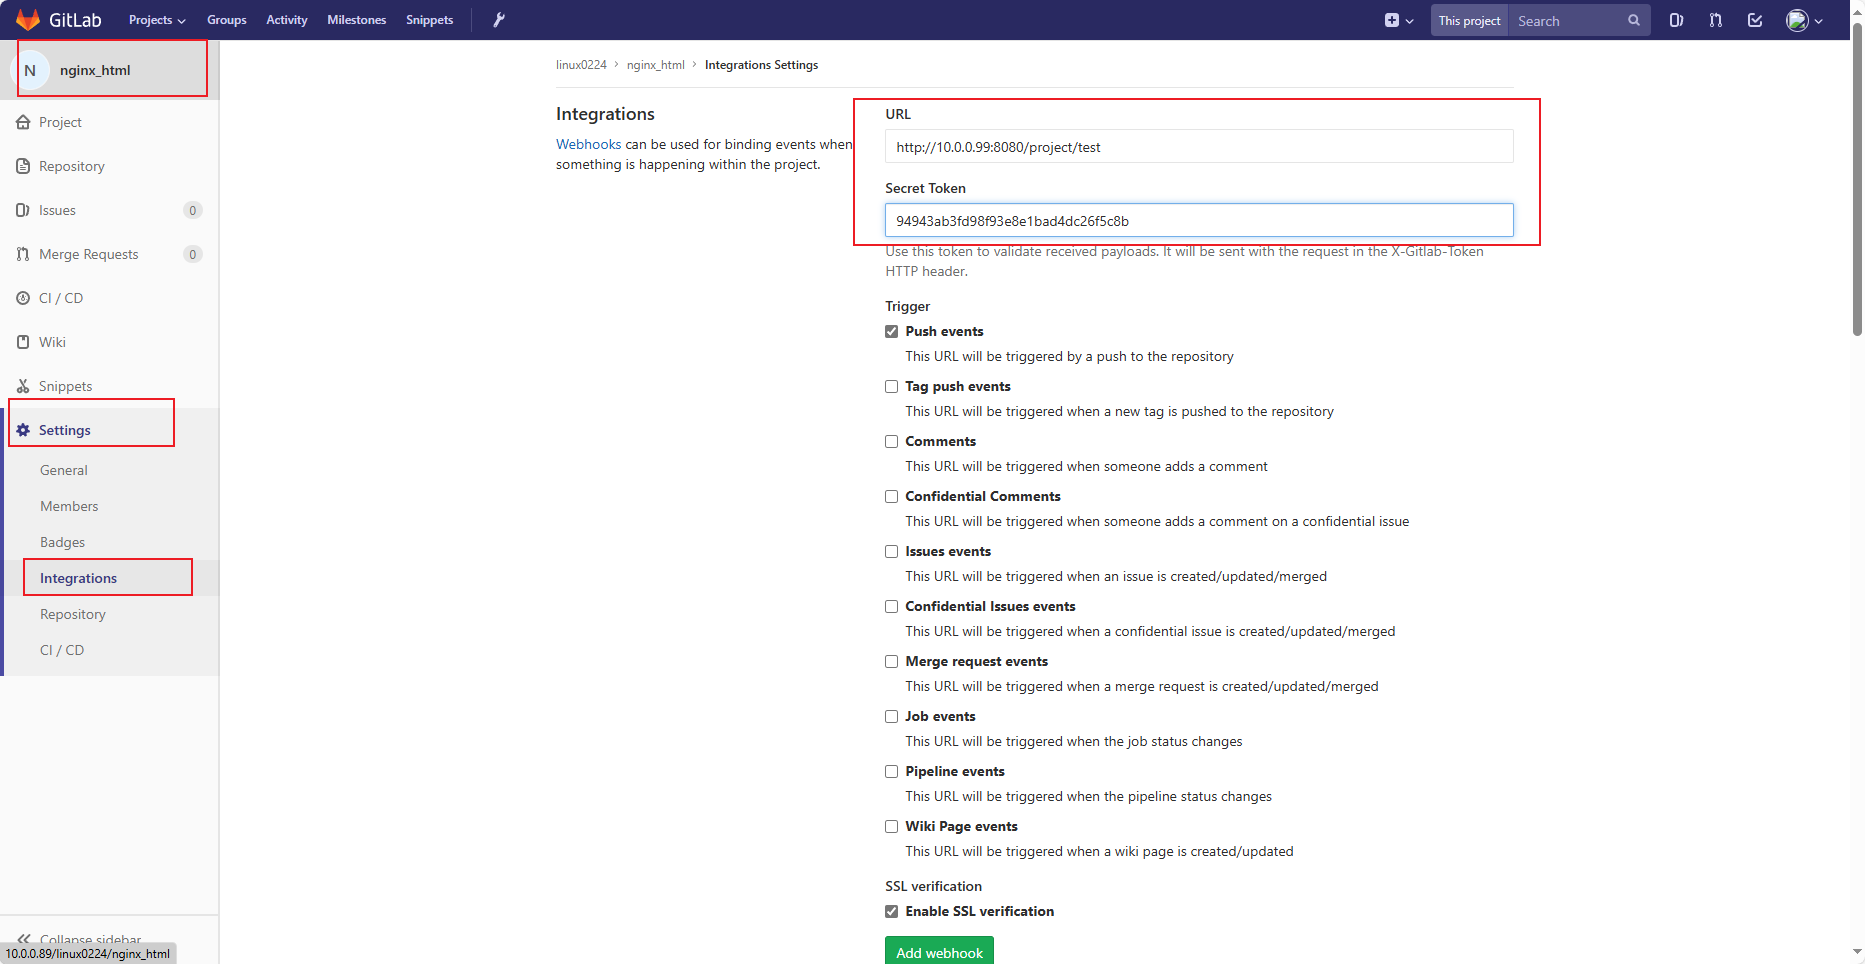 GitLab Projects Groups Activity Milestones Snippets This project Search
N nginx_html
Project
Repository
Issues 0
Merge Requests 0
CI / CD
Wiki
Snippets
Settings
General
Members
Badges
Integrations
Repository
CI / CD
Collapse sidebar
10.0.0.89/linux0224/nginx_html
linux0224 › nginx_html › Integrations Settings
Integrations
Webhooks can be used for binding events when
something is happening within the project.
URL
http://10.0.0.99:8080/project/test
Secret Token
94943ab3fd98f93e8e1bad4dc26f5c8b
Use this token to validate received payloads. It will be sent with the request in the X-Gitlab-Token
HTTP header.
Trigger
Push events
This URL will be triggered by a push to the repository
Tag push events
This URL will be triggered when a new tag is pushed to the repository
Comments
This URL will be triggered when someone adds a comment
Confidential Comments
This URL will be triggered when someone adds a comment on a confidential issue
Issues events
This URL will be triggered when an issue is created/updated/merged
Confidential Issues events
This URL will be triggered when a confidential issue is created/updated/merged
Merge request events
This URL will be triggered when a merge request is created/updated/merged
Job events
This URL will be triggered when the job status changes
Pipeline events
This URL will be triggered when the pipeline status changes
Wiki Page events
This URL will be triggered when a wiki page is created/updated
SSL verification
Enable SSL verification
Add webhook